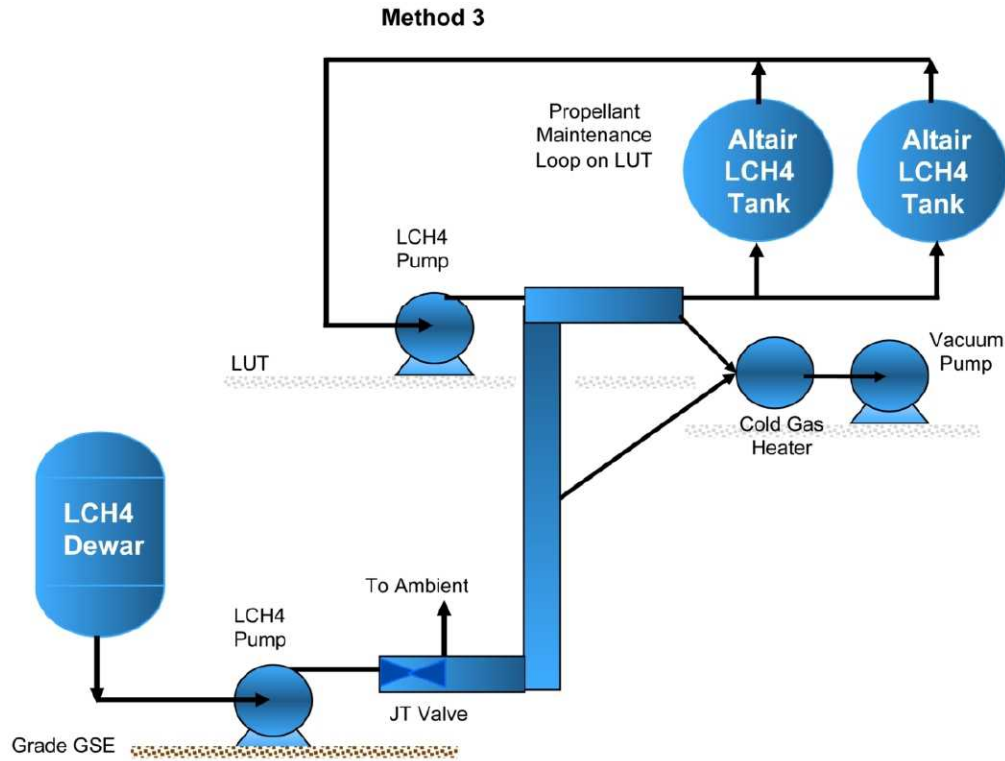 Method 3
Propellant
Maintenance
Loop on LUT
Altair
LCH4
Tank
Altair
LCH4
Tank
LCH4
Pump
LUT
Vacuum
Pump
Cold Gas
Heater
LCH4
Dewar
To Ambient
LCH4
Pump
JT Valve
Grade GSE